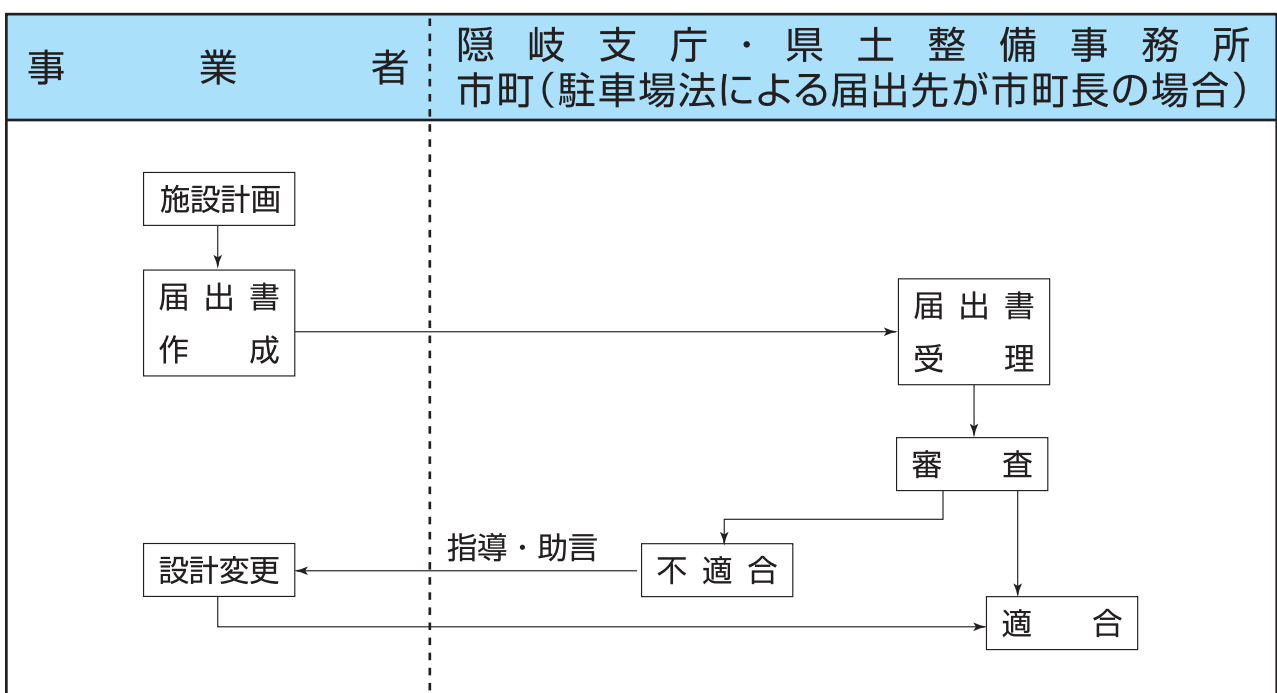 事業者
隠岐支庁・県土整備事務所
市町(駐車場法による届出先が市町長の場合)
施設計画
届出書
作成
届出書
受理
審査
指導・助言
不適合
設計変更
適合